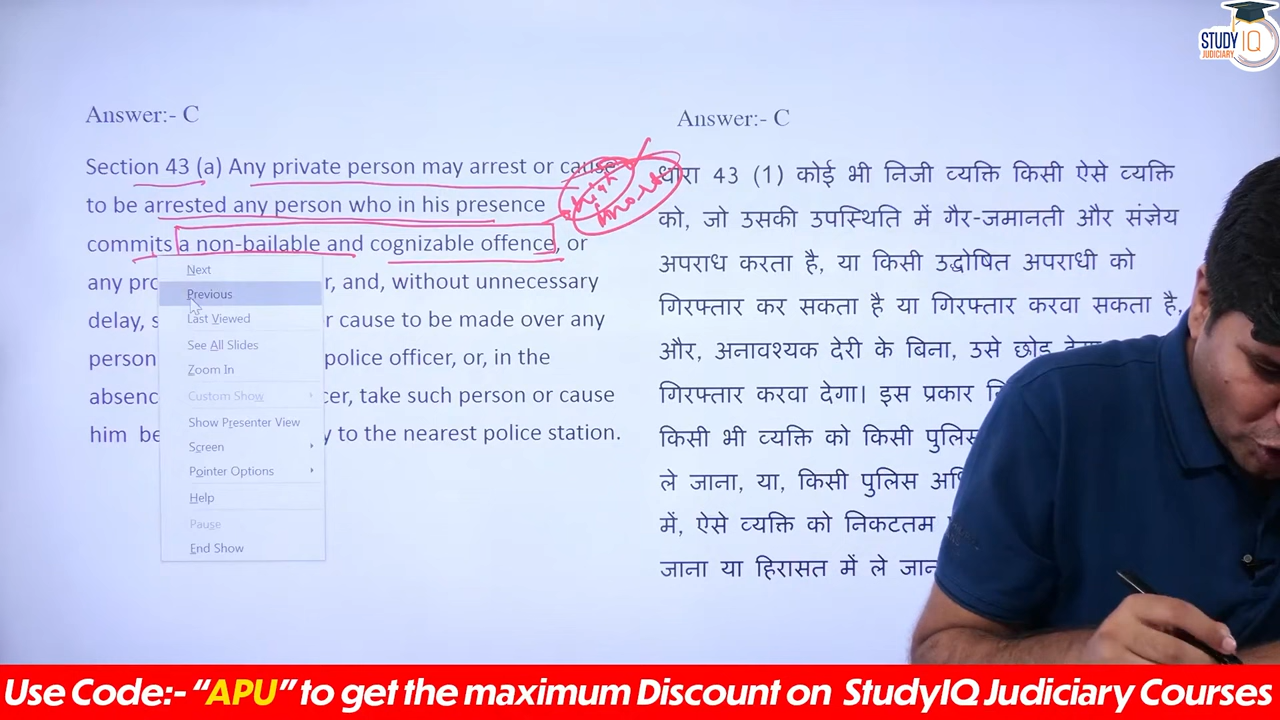 STUDY IQ
JUDICIARY
Answer:- C
Section 43 (a) Any private person may arrest or cause
to be arrested any person who in his presence
commits a non-bailable and cognizable offence, or
any pro r, and, without unnecessary
delay, s r cause to be made over any
person police officer, or, in the
absenc cer, take such person or cause
him be y to the nearest police station.
Next
Previous
Last Viewed
See All Slides
Zoom In
Custom Show
Show Presenter View
Screen
Pointer Options
Help
Pause
End Show
Answer:- C
धारा 43 (1) कोई भी निजी व्यक्ति किसी ऐसे व्यक्ति
को, जो उसकी उपस्थिति में गैर-जमानती और संज्ञेय
अपराध करता है, या किसी उद्घोषित अपराधी को
गिरफ्तार कर सकता है या गिरफ्तार करवा सकता है,
और, अनावश्यक देरी के बिना, उसे छोड़
गिरफ्तार करवा देगा। इस प्रकार
किसी भी व्यक्ति को किसी पुलिस
ले जाना, या, किसी पुलिस
में, ऐसे व्यक्ति को निकटतम
जाना या हिरासत में ले जान
Use Code:- “APU” to get the maximum Discount on StudyIQ Judiciary Courses